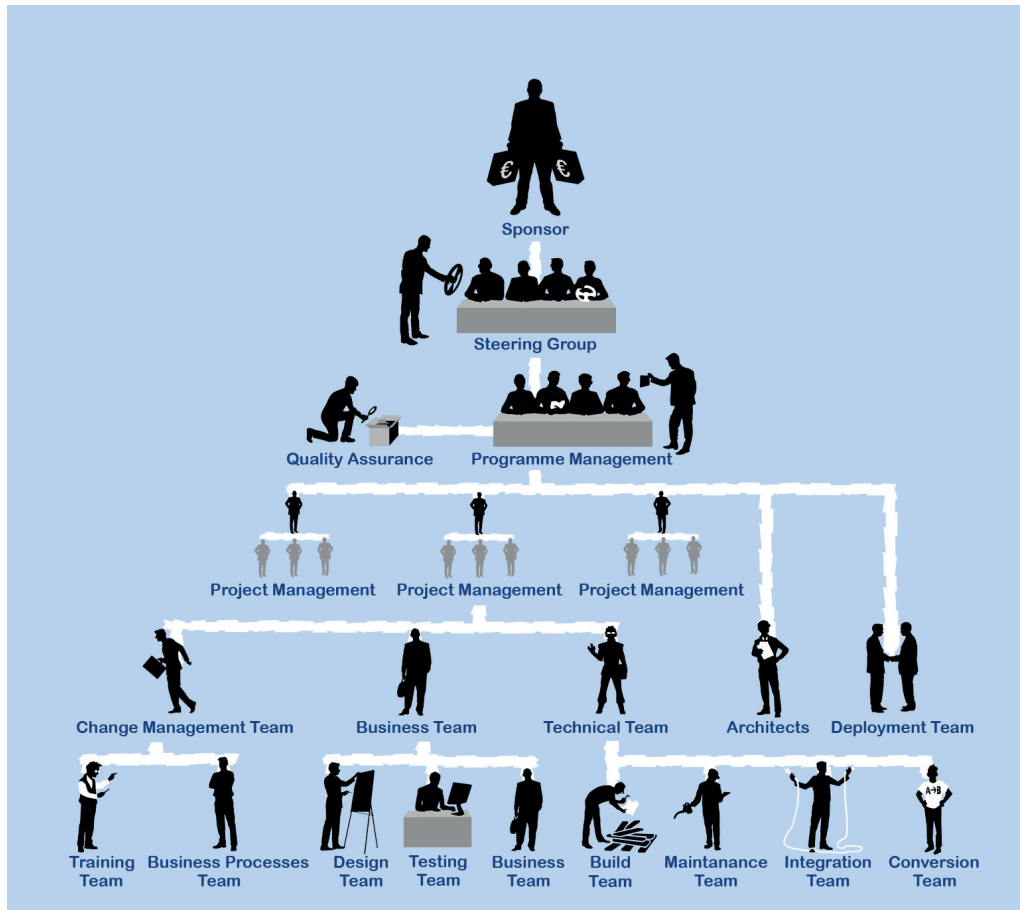 € €
Sponsor
Steering Group
Quality Assurance
Programme Management
Project Management
Project Management
Project Management
Change Management Team
Business Team
Technical Team
Architects
Deployment Team
A→B
Training
Team
Business Processes
Team
Design
Team
Testing
Team
Business
Team
Build
Team
Maintanance
Team
Integration
Team
Conversion
Team